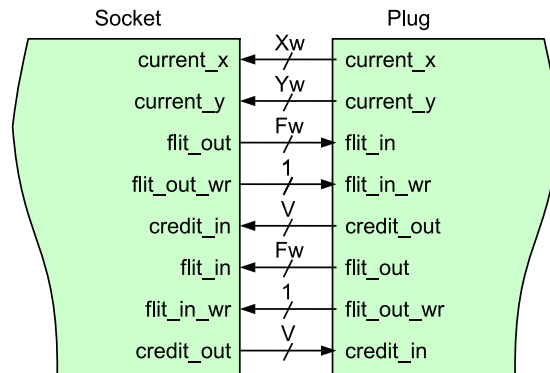 Socket Plug
current_x Xw current_x
current_y Yw current_y
flit_out Fw flit_in
flit_out_wr 1 flit_in_wr
credit_in V credit_out
flit_in Fw flit_out
flit_in_wr 1 flit_out_wr
credit_out V credit_in